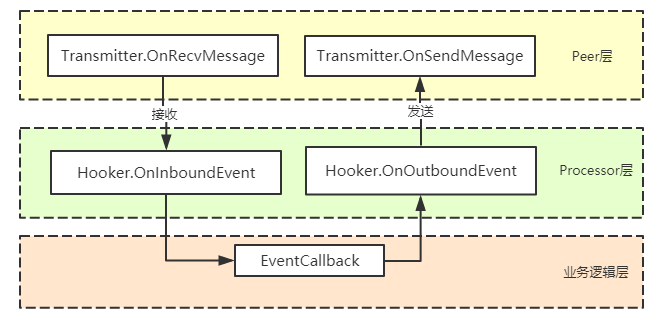 Transmitter.OnRecvMessage
Transmitter.OnSendMessage
Peer层
接收
发送
Hooker.OnInboundEvent
Hooker.OnOutboundEvent
Processor层
EventCallback
业务逻辑层